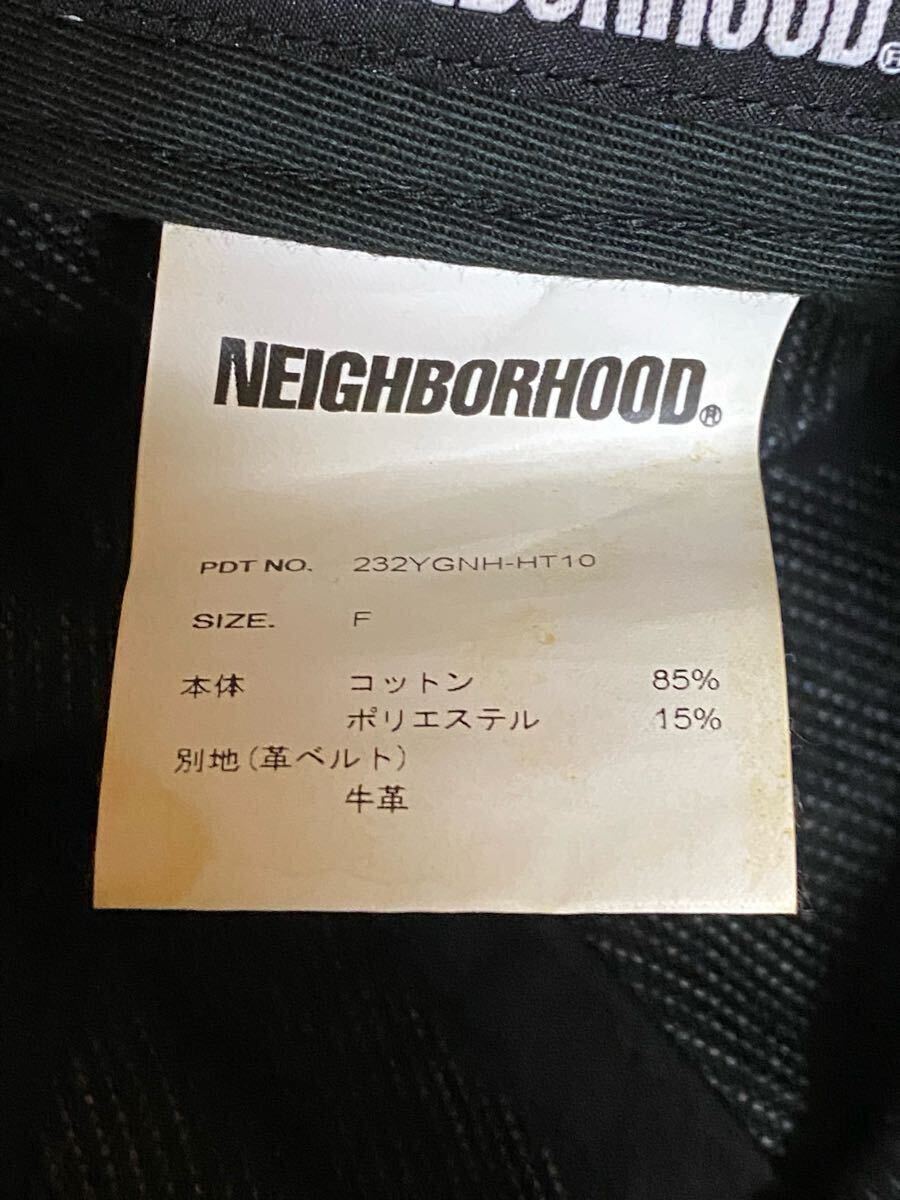 NEIGHBORHOOD®
PDT NO. 232YGNH-HT10
SIZE. F
本体 コットン 85%
ポリエステル 15%
別地(革ベルト)
牛革